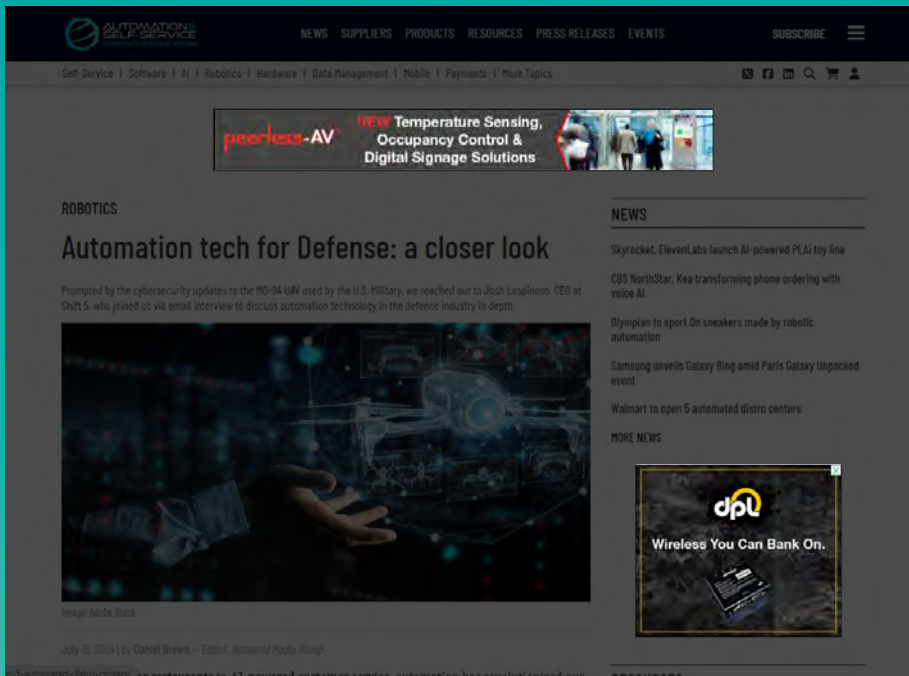 AUTOMATION &
SELF-SERVICE
NEWS SUPPLIERS PRODUCTS RESOURCES PRESS RELEASES EVENTS
SUBSCRIBE
Self-Service | Software | AI | Robotics | Hardware | Data Management | Mobile | Payments | More Topics
peerless-AV
NEW Temperature Sensing,
Occupancy Control &
Digital Signage Solutions
ROBOTICS
Automation tech for Defense: a closer look
Prompted by the cybersecurity updates to the MQ-9A UAV used by the U.S. Military, we reached out to Josh Lospinoso, CEO at
Shift 5, who joined us via email interview to discuss automation technology in the defense industry in depth.
Image: Adobe Stock
July 15, 2024 | by Daniel Brown — Editor, Networld Media Group
NEWS
Skyrocket, ElevenLabs launch AI-powered PLAi toy line
CBS NorthStar, Kea transforming phone ordering with
voice AI
Olympian to sport On sneakers made by robotic
automation
Samsung unveils Galaxy Ring amid Paris Galaxy Unpacked
event
Walmart to open 5 automated distro centers
MORE NEWS
dpl
Wireless You Can Bank On.